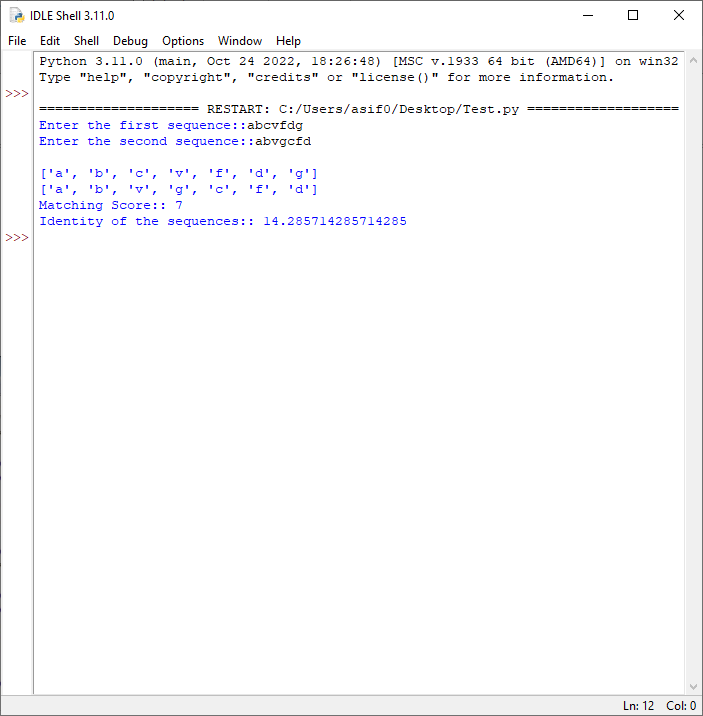 IDLE Shell 3.11.0
File Edit Shell Debug Options Window Help
Python 3.11.0 (main, Oct 24 2022, 18:26:48) [MSC v.1933 64 bit (AMD64)] on win32
Type "help", "copyright", "credits" or "license()" for more information.
>>>
==================== RESTART: C:/Users/asif0/Desktop/Test.py ===================
Enter the first sequence::abcvfdg
Enter the second sequence::abvgcfd
['a', 'b', 'c', 'v', 'f', 'd', 'g']
['a', 'b', 'v', 'g', 'c', 'f', 'd']
Matching Score:: 7
Identity of the sequences:: 14.285714285714285
>>>
Ln: 12 Col: 0